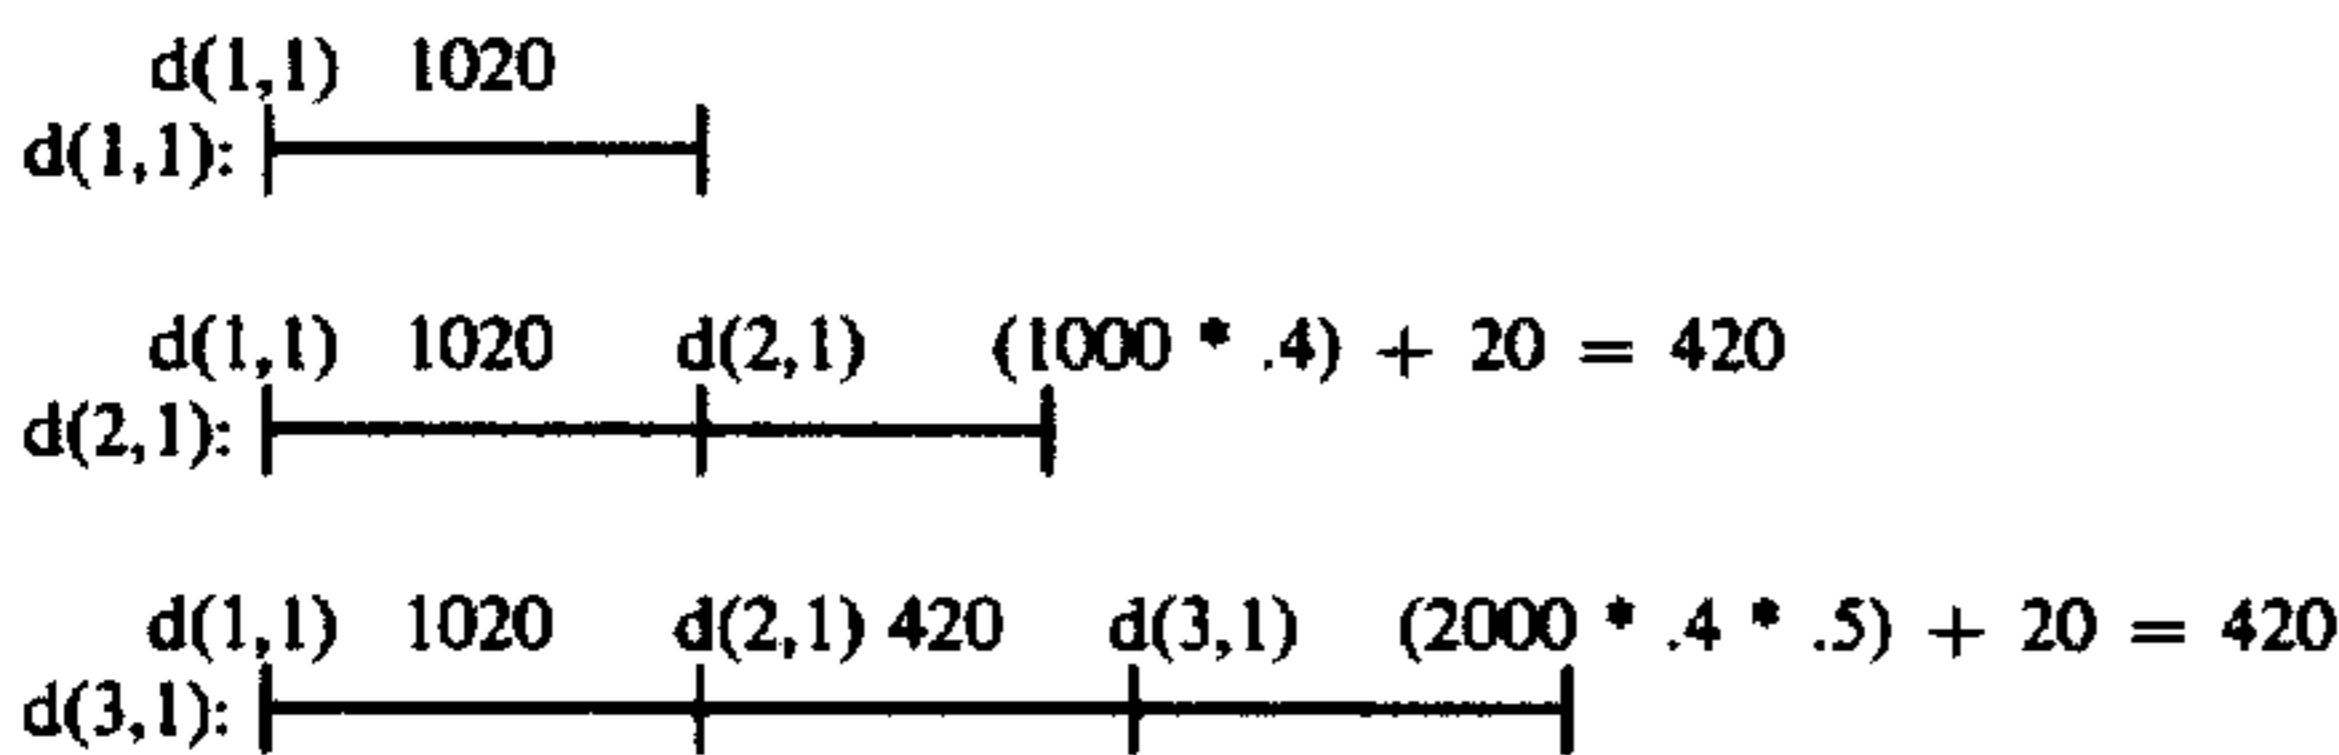 d(1,1) 1020
d(1,1):
d(1,1) 1020 d(2,1) (1000 * .4) + 20 = 420
d(2,1):
d(1,1) 1020 d(2,1) 420 d(3,1) (2000 * .4 * .5) + 20 = 420
d(3,1):